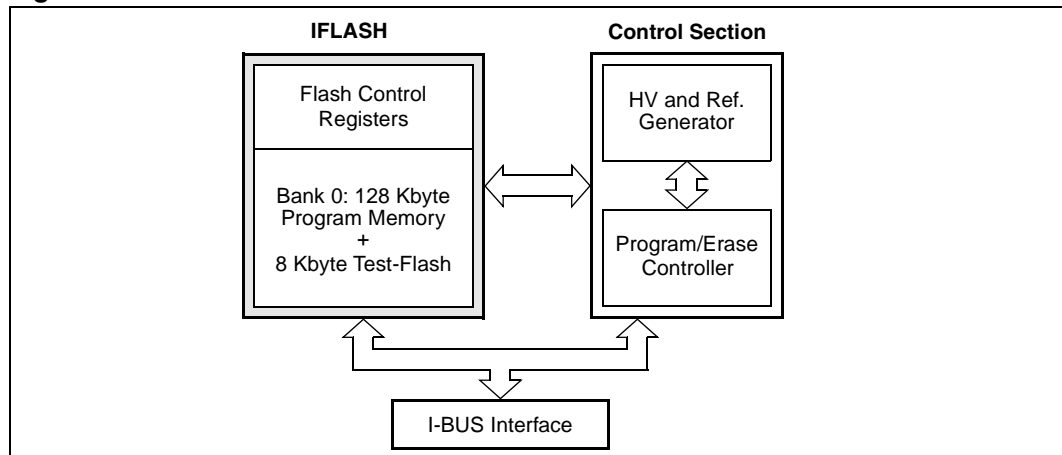 IFLASH
Control Section
Flash Control
Registers
HV and Ref.
Generator
Bank 0: 128 Kbyte
Program Memory
+
8 Kbyte Test-Flash
Program/Erase
Controller
I-BUS Interface